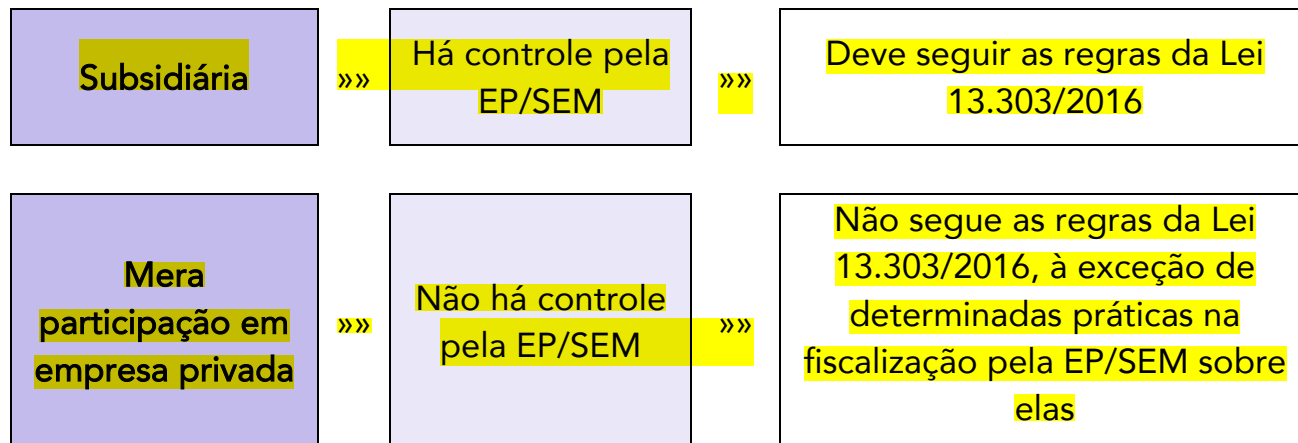 Subsidiária
»»
Há controle pela
EP/SEM
»»
Deve seguir as regras da Lei
13.303/2016
Mera
participação em
empresa privada
»»
Não há controle
pela EP/SEM
»»
Não segue as regras da Lei
13.303/2016, à exceção de
determinadas práticas na
fiscalização pela EP/SEM sobre
elas